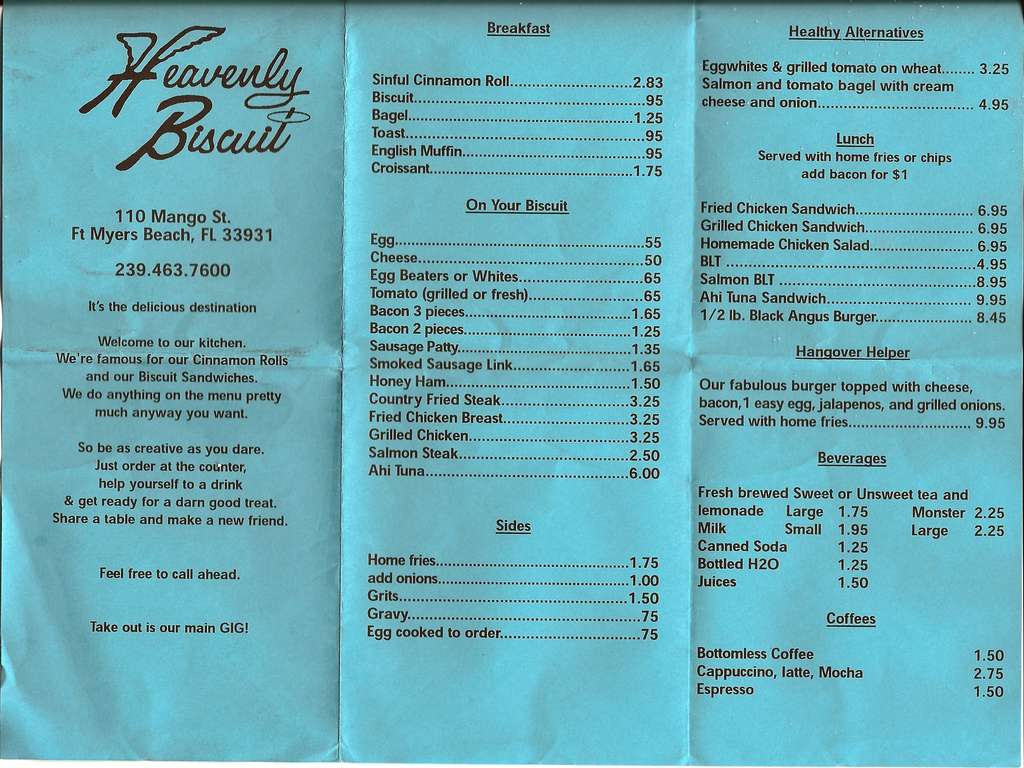 Heavenly
Biscuit
110 Mango St.
Ft Myers Beach, FL 33931
239.463.7600
It's the delicious destination
Welcome to our kitchen.
We're famous for our Cinnamon Rolls
and our Biscuit Sandwiches.
We do anything on the menu pretty
much anyway you want.
So be as creative as you dare.
Just order at the counter,
help yourself to a drink
& get ready for a darn good treat.
Share a table and make a new friend.
Feel free to call ahead.
Take out is our main GIG!
Breakfast
Sinful Cinnamon Roll............................2.83
Biscuit.....................................................95
Bagel.....................................................1.25
Toast.......................................................95
English Muffin.........................................95
Croissant...............................................1.75
On Your Biscuit
Egg.........................................................55
Cheese...................................................50
Egg Beaters or Whites............................65
Tomato (grilled or fresh)..........................65
Bacon 3 pieces......................................1.65
Bacon 2 pieces......................................1.25
Sausage Patty.......................................1.35
Smoked Sausage Link...........................1.65
Honey Ham..........................................1.50
Country Fried Steak..............................3.25
Fried Chicken Breast.............................3.25
Grilled Chicken.....................................3.25
Salmon Steak.......................................2.50
Ahi Tuna...............................................6.00
Sides
Home fries............................................1.75
add onions............................................1.00
Grits.....................................................1.50
Gravy.....................................................75
Egg cooked to order................................75
Healthy Alternatives
Eggwhites & grilled tomato on wheat....... 3.25
Salmon and tomato bagel with cream
cheese and onion.................................... 4.95
Lunch
Served with home fries or chips
add bacon for $1
Fried Chicken Sandwich........................... 6.95
Grilled Chicken Sandwich......................... 6.95
Homemade Chicken Salad........................ 6.95
BLT .........................................................4.95
Salmon BLT .............................................8.95
Ahi Tuna Sandwich.................................. 9.95
1/2 lb. Black Angus Burger...................... 8.45
Hangover Helper
Our fabulous burger topped with cheese,
bacon,1 easy egg, jalapenos, and grilled onions.
Served with home fries............................ 9.95
Beverages
Fresh brewed Sweet or Unsweet tea and
lemonade Large 1.75 Monster 2.25
Milk Small 1.95 Large 2.25
Canned Soda 1.25
Bottled H2O 1.25
Juices 1.50
Coffees
Bottomless Coffee 1.50
Cappuccino, latte, Mocha 2.75
Espresso 1.50